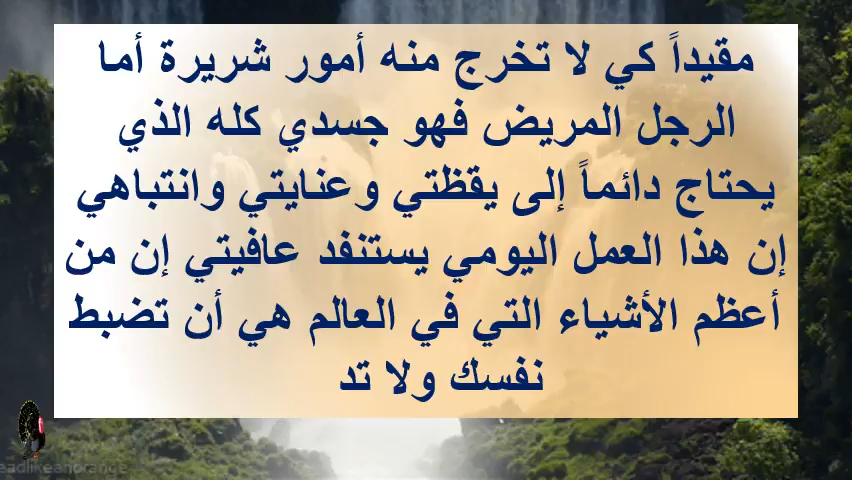 مقيداً كي لا تخرج منه أمور شريرة أما
الرجل المريض فهو جسدي كله الذي
يحتاج دائماً إلى يقظتي وعنايتي وانتباهي
إن هذا العمل اليومي يستنفد عافيتي إن من
أعظم الأشياء التي في العالم هي أن تضبط
نفسك ولا تد
eadlikeanorange